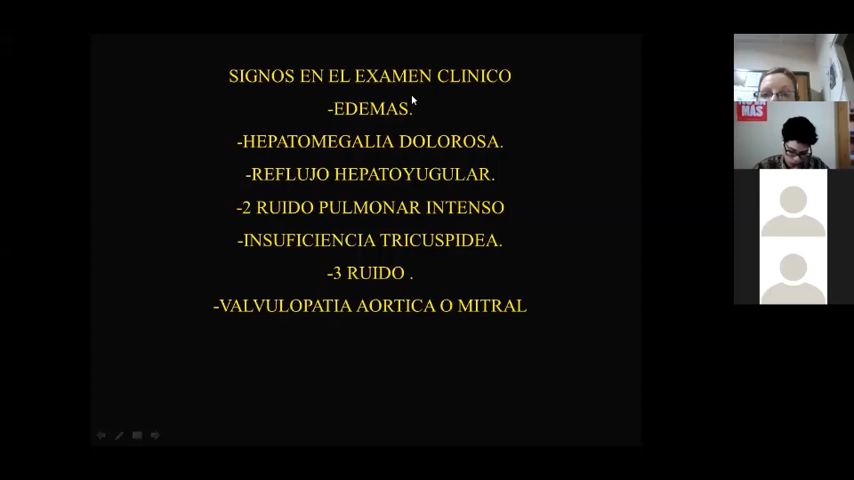 SIGNOS EN EL EXAMEN CLINICO
-EDEMAS.
-HEPATOMEGALIA DOLOROSA.
-REFLUJO HEPATOYUGULAR.
-2 RUIDO PULMONAR INTENSO
-INSUFICIENCIA TRICUSPIDEA.
-3 RUIDO .
-VALVULOPATIA AORTICA O MITRAL
MÁS